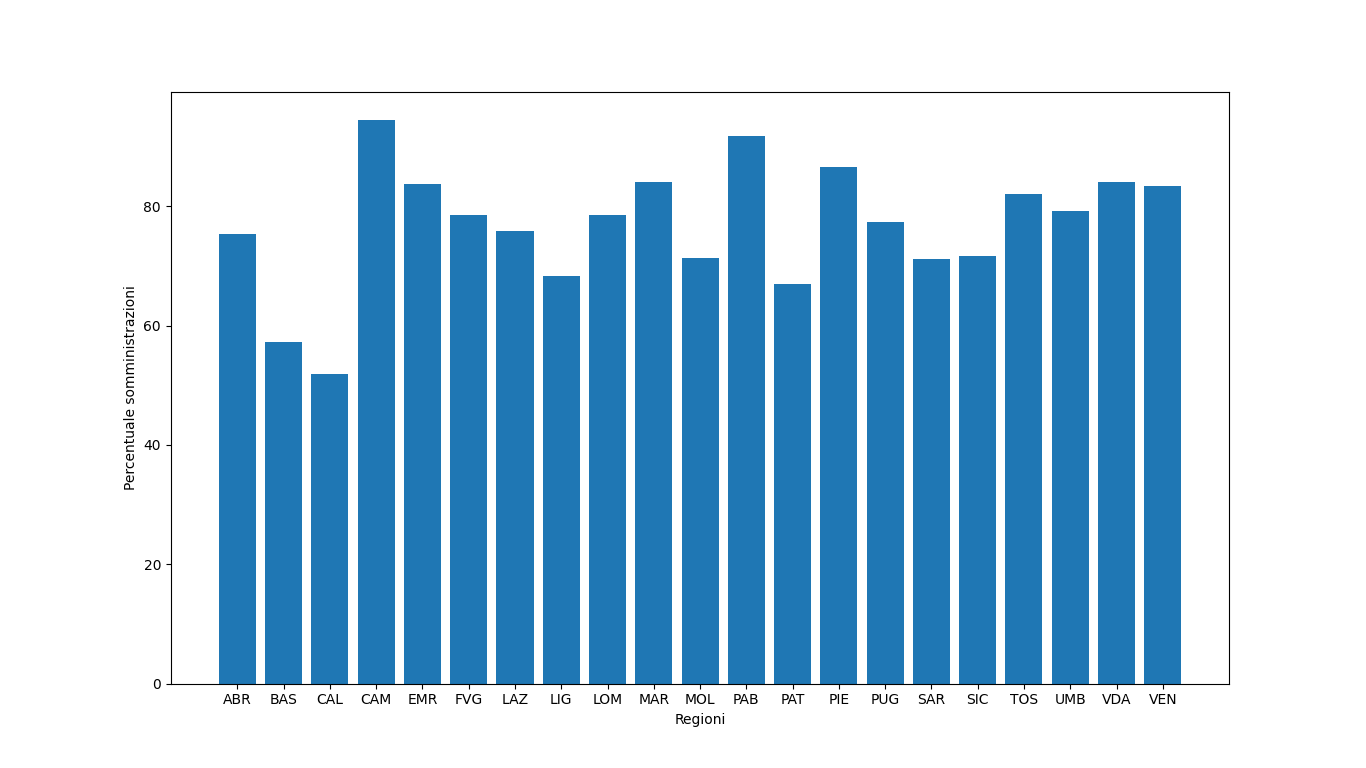 Percentuale somministrazioni
80
60
40
20
0
ABR BAS CAL CAM EMR FVG LAZ LIG LOM MAR MOL PAB PAT PIE PUG SAR SIC TOS UMB VDA VEN
Regioni